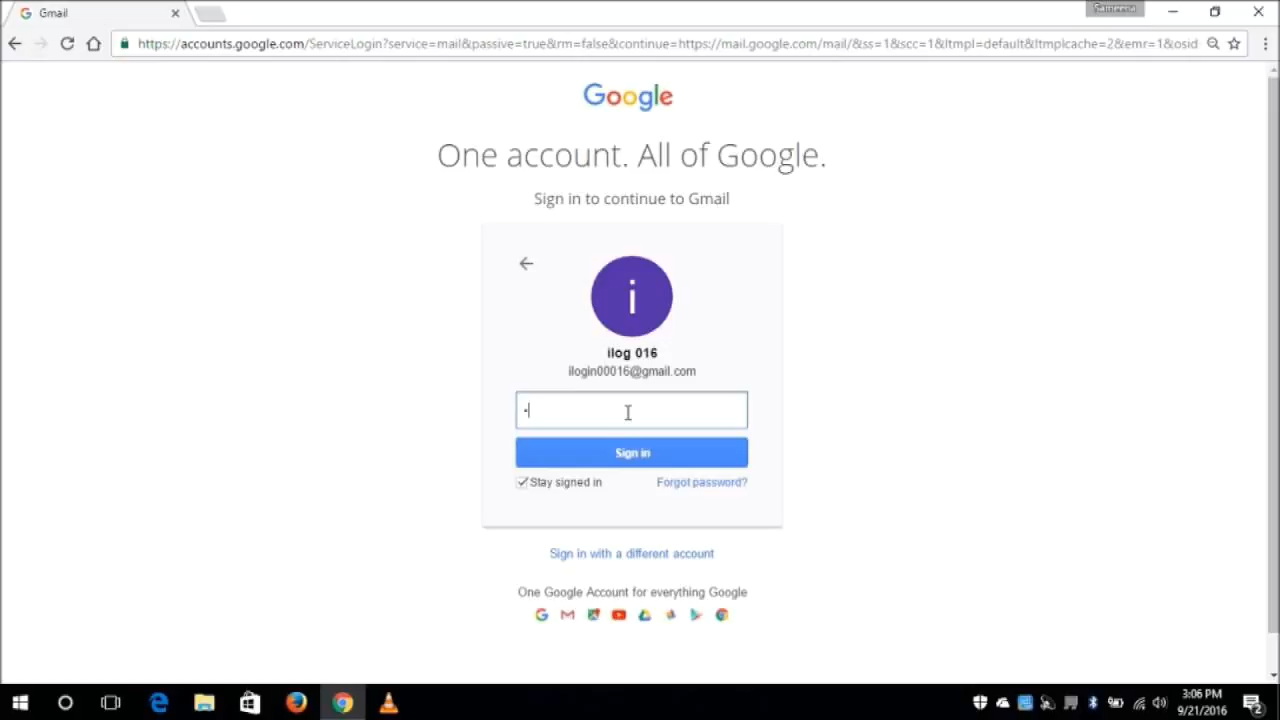 Gmail
Sameena
https://accounts.google.com/ServiceLogin?service=mail&passive=true&rm=false&continue=https://mail.google.com/mail/&ss=1&scc=1&ltmpl=default&ltmplcache=2&emr=1&osid
Google
One account. All of Google.
Sign in to continue to Gmail
i
ilog 016
ilogin00016@gmail.com
Sign in
Stay signed in
Forgot password?
Sign in with a different account
One Google Account for everything Google
3:06 PM
9/21/2016
2